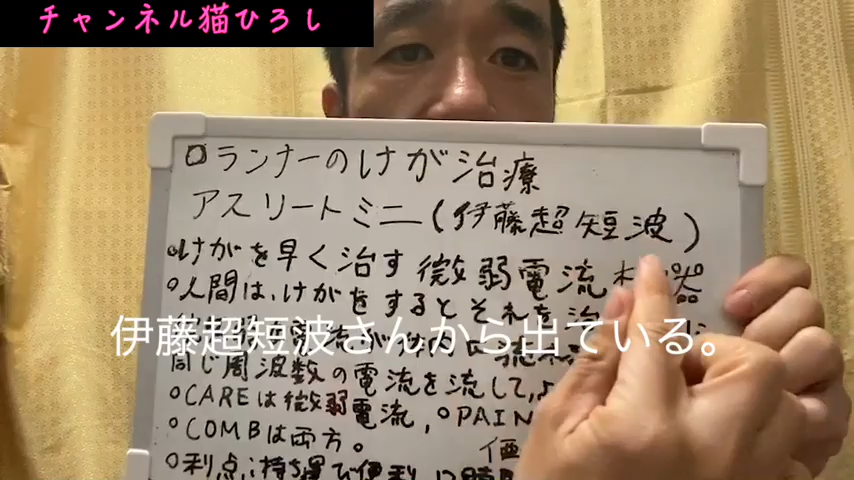 チャンネル猫ひろし
ロランナーのけが治療
アスリートミニ(伊藤超短波)
○けがを早く治す微弱電流
○人間は、けがをするとそれを治
伊藤超短波さんから出ている。
同じ周波数の電流を流して、
○CAREは微弱電流,○PAIN
○COMBは両方。
○利点:持ち運び便利